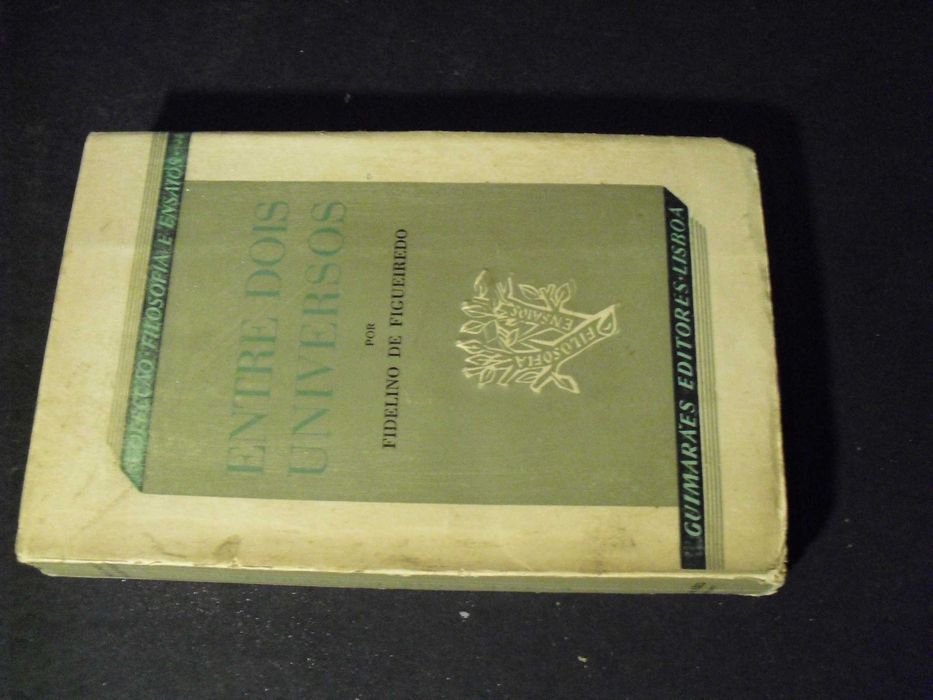 COLECÇÃO · FILOSOFIA E ENSAIOS
ENTRE DOIS
UNIVERSOS
POR
FIDELINO DE FIGUEIREDO
FILOSOFIA
ENSAIOS
GUIMARÃES EDITORES · LISBOA